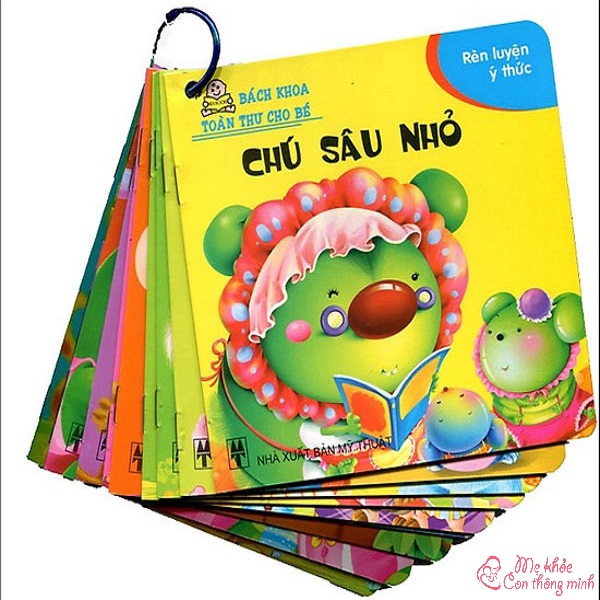 Rèn luyện
ý thức
BÁCH KHOA
TOÀN THƯ CHO BÉ
CHÚ SÂU NHỎ
NHÀ XUẤT BẢN MỸ THUẬT
Mẹ khỏe
Con thông minh